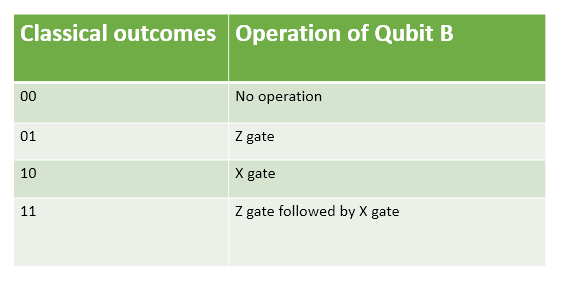 Classical outcomes Operation of Qubit B
00 No operation
01 Z gate
10 X gate
11 Z gate followed by X gate